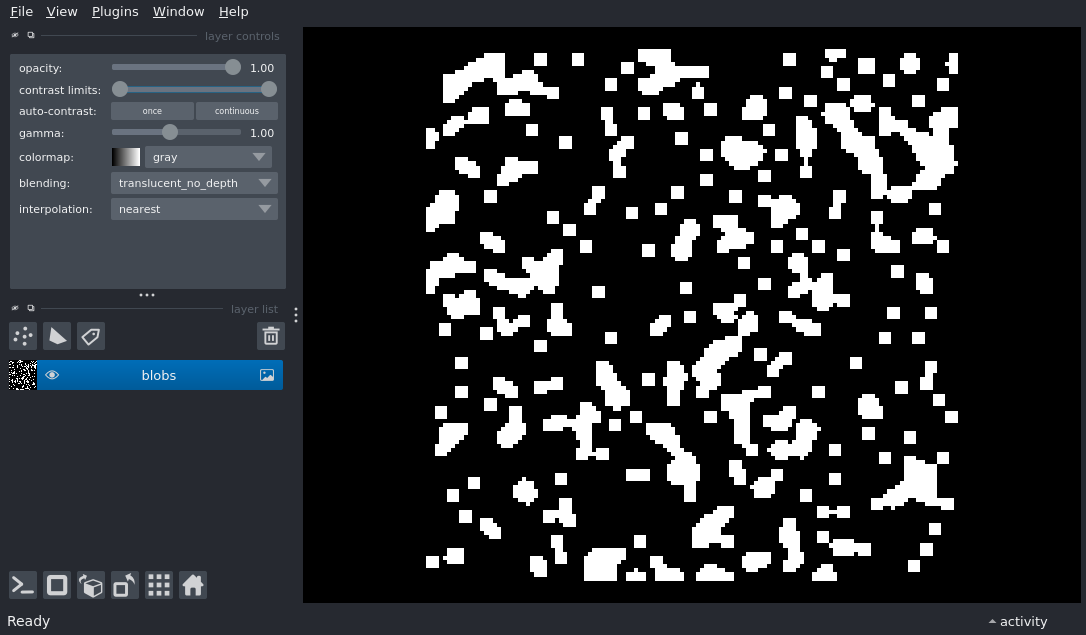 File View Plugins Window Help
layer controls
opacity: 1.00
contrast limits:
auto-contrast: once continuous
gamma: 1.00
colormap: gray
blending: translucent_no_depth
interpolation: nearest
layer list
blobs
Ready activity